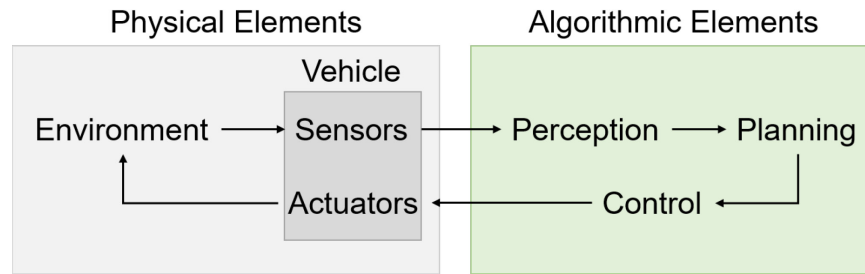 Physical Elements
Algorithmic Elements
Vehicle
Environment
Sensors
Perception
Planning
Actuators
Control